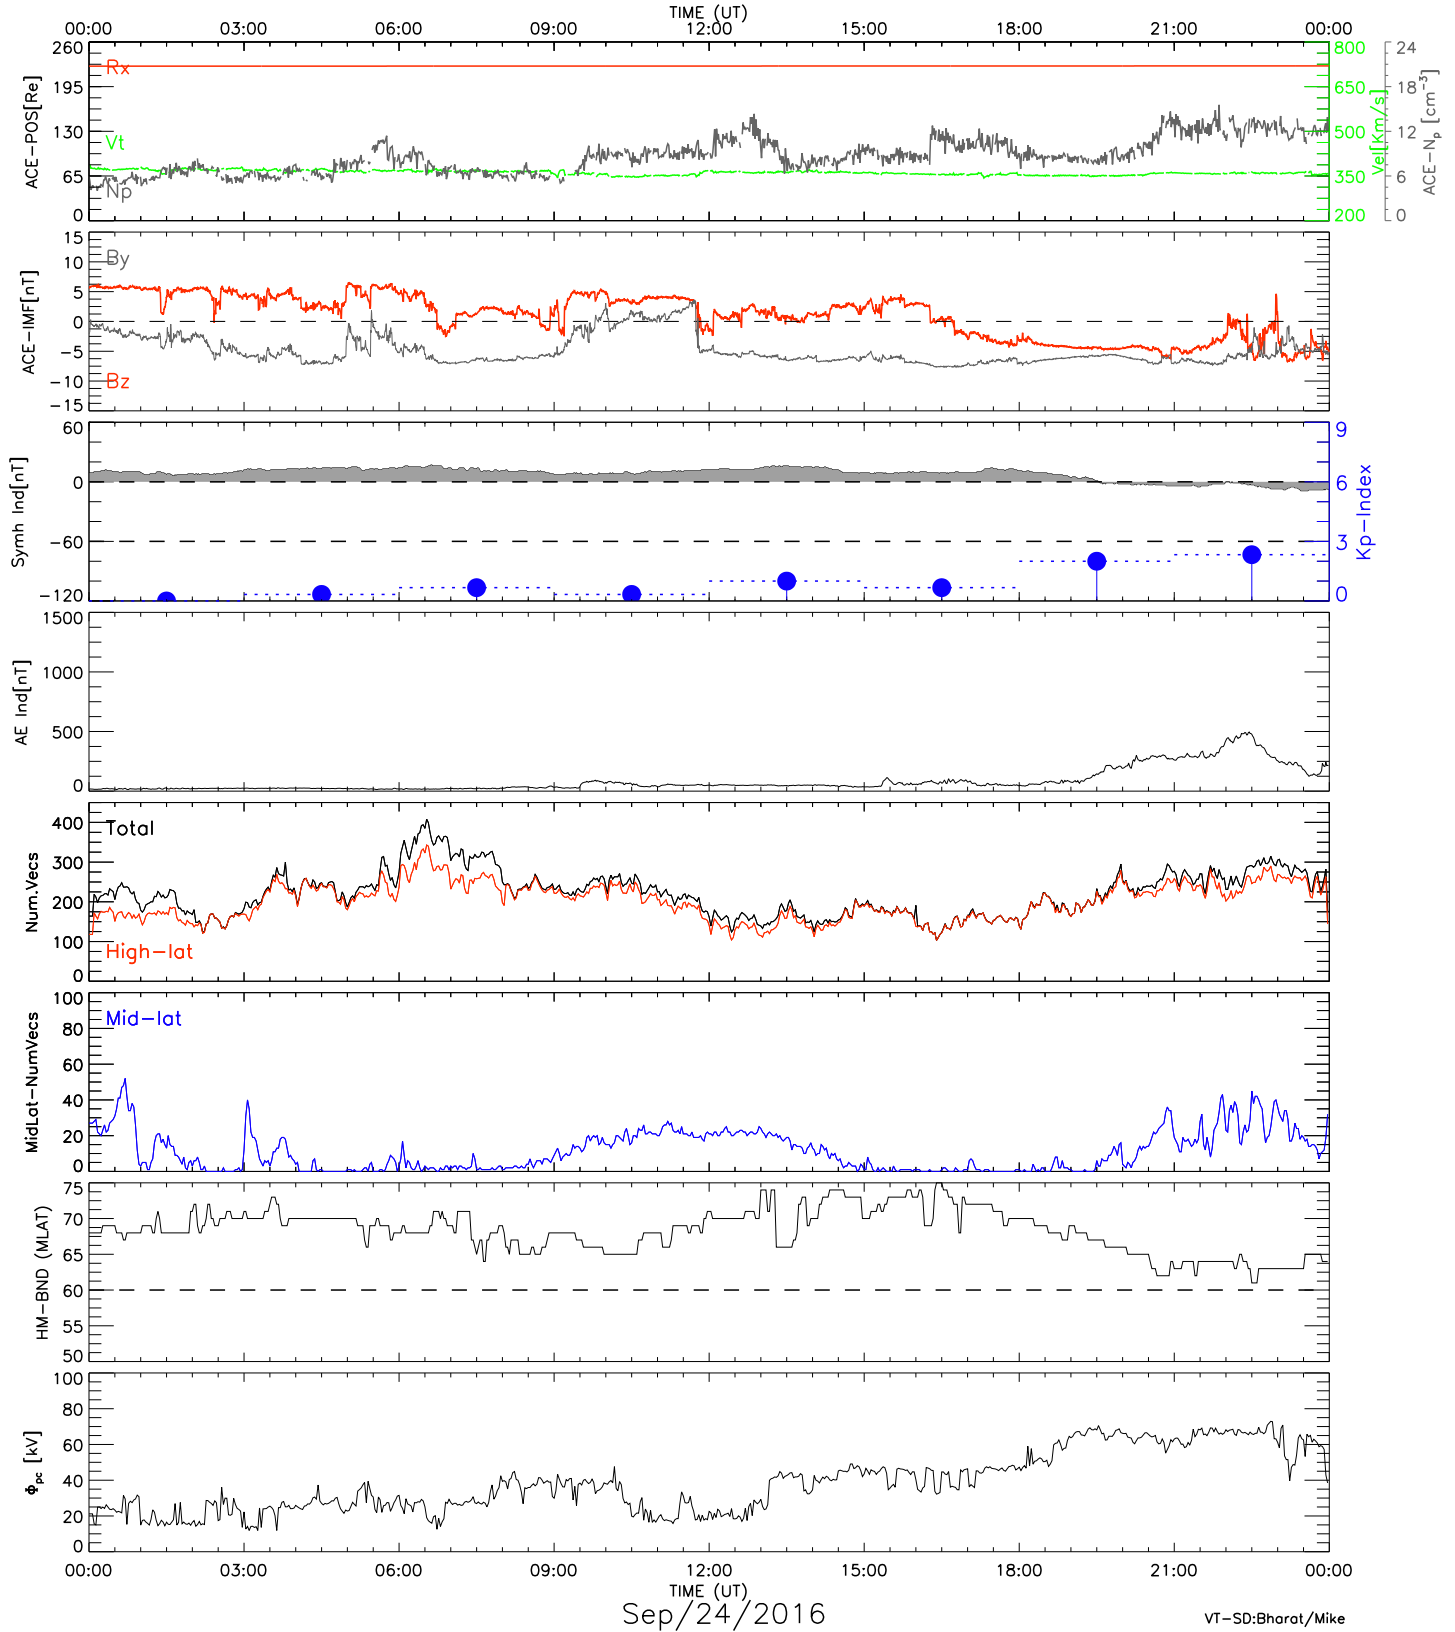 TIME (UT)
00:00 03:00 06:00 09:00 12:00 15:00 18:00 21:00 00:00
260 195 130 65 0
ACE-POS[Re]
Rx
Vt
Np
800 650 500 350 200
Vel[Km/s]
24 18 12 6 0
ACE-Np [cm⁻³]
15 10 5 0 -5 -10 -15
ACE-IMF[nT]
By
Bz
60 0 -60 -120
Symh Ind[nT]
9 6 3 0
Kp-Index
1500 1000 500 0
AE Ind[nT]
400 300 200 100 0
Num.Vecs
Total
High-lat
100 80 60 40 20 0
MidLat-NumVecs
Mid-lat
75 70 65 60 55 50
HM-BND (MLAT)
100 80 60 40 20 0
Φpc [kV]
00:00 03:00 06:00 09:00 12:00 15:00 18:00 21:00 00:00
TIME (UT)
Sep/24/2016
VT-SD:Bharat/Mike